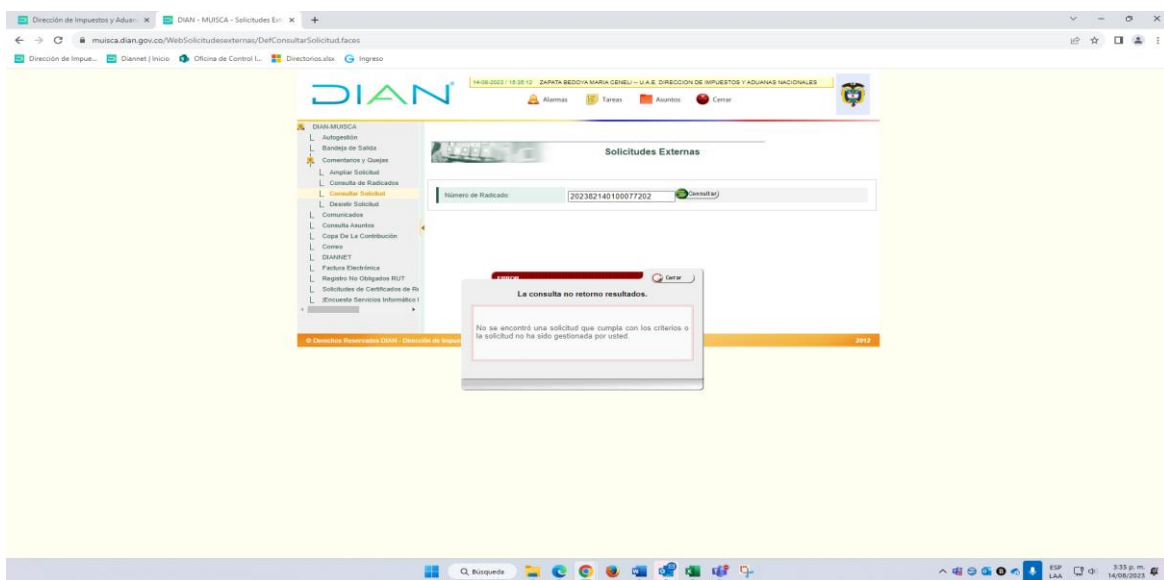 Dirección de Impuestos y Aduan
DIAN - MUISCA - Solicitudes Ext
muisca.dian.gov.co/WebSolicitudesexternas/DefConsultarSolicitud.faces
Dirección de Impue...
Diannet | Inicio
Oficina de Control I...
Directorios.xlsx
Ingreso
DIAN
14-08-2023 / 15:35:12 ZAPATA BEDOYA MARIA GENELI -- U.A.E. DIRECCION DE IMPUESTOS Y ADUANAS NACIONALES
Alarmas Tareas Asuntos Cerrar
DIAN-MUISCA
Autogestión
Bandeja de Salida
Comentarios y Quejas
Ampliar Solicitud
Consulta de Radicados
Consultar Solicitud
Desistir Solicitud
Comunicados
Consulta Asuntos
Copa De La Contribución
Correo
DIANNET
Factura Electrónica
Registro No Obligados RUT
Solicitudes de Certificados de Re
¡Encuesta Servicios Informático
Solicitudes Externas
Número de Radicado: 202382140100077202 Consultar
ERROR Cerrar
La consulta no retorno resultados.
No se encontró una solicitud que cumpla con los criterios o
la solicitud no ha sido gestionada por usted.
© Derechos Reservados DIAN - Dirección de Impue
2012
Búsqueda
ESP
LAA
3:33 p. m.
14/08/2023